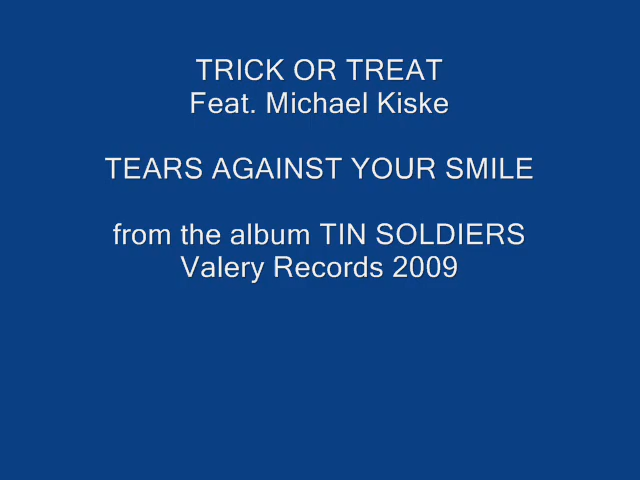 TRICK OR TREAT
Feat. Michael Kiske
TEARS AGAINST YOUR SMILE
from the album TIN SOLDIERS
Valery Records 2009